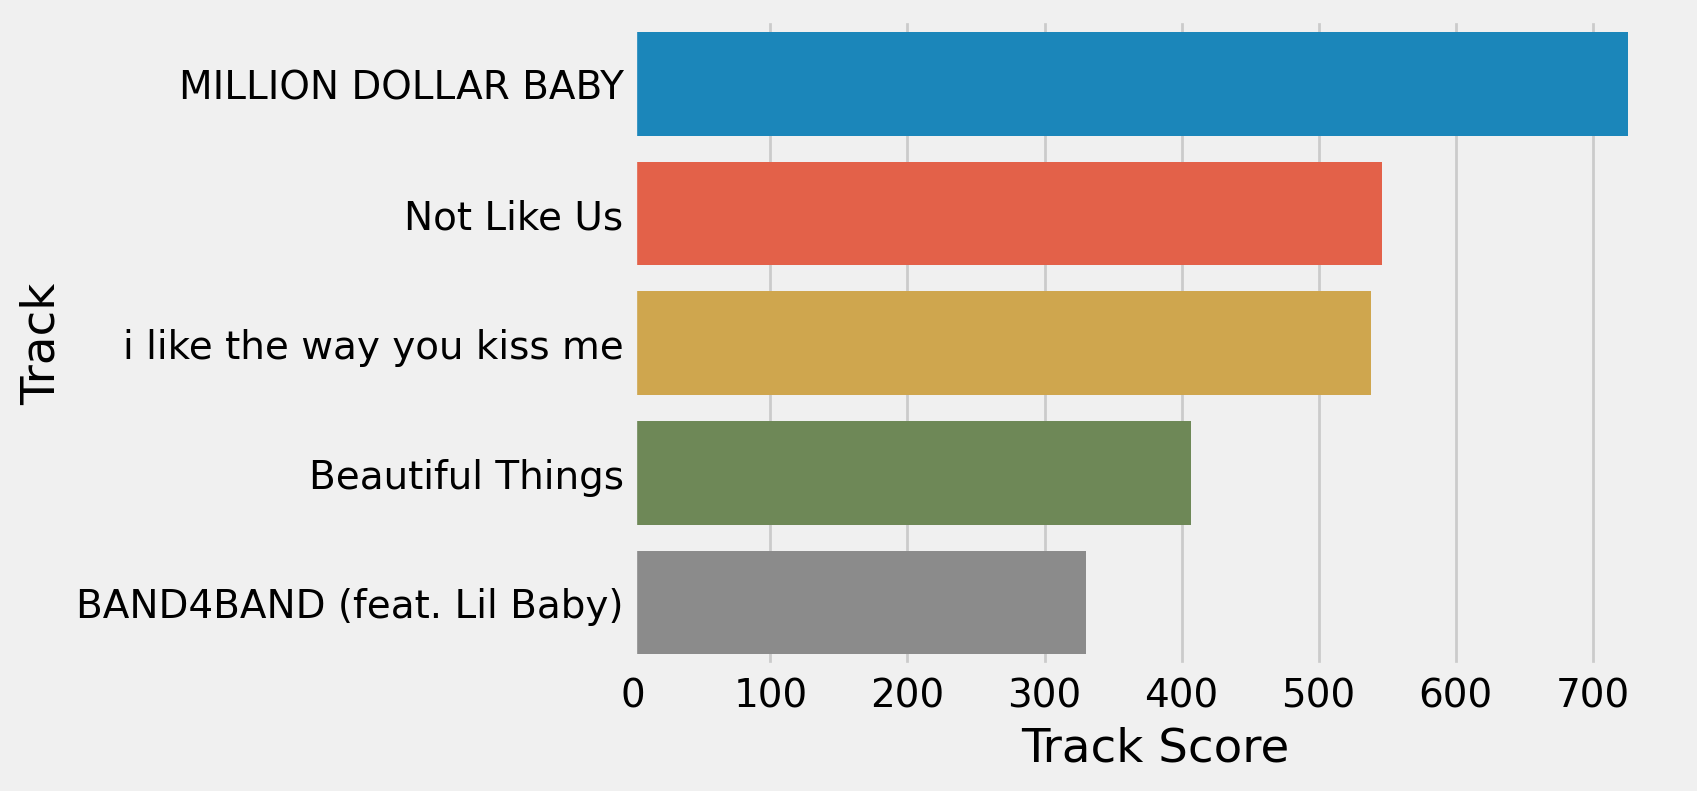 MILLION DOLLAR BABY
Not Like Us
i like the way you kiss me
Beautiful Things
BAND4BAND (feat. Lil Baby)
Track
0 100 200 300 400 500 600 700
Track Score